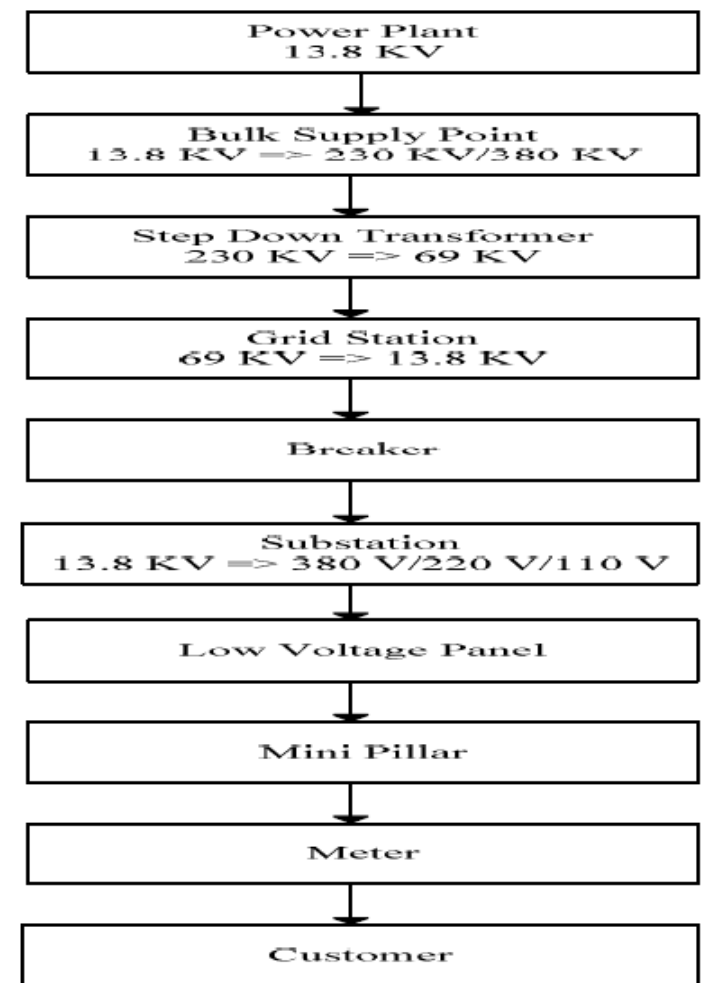 Power Plant
13.8 KV
Bulk Supply Point
13.8 KV => 230 KV/380 KV
Step Down Transformer
230 KV => 69 KV
Grid Station
69 KV => 13.8 KV
Breaker
Substation
13.8 KV => 380 V/220 V/110 V
Low Voltage Panel
Mini Pillar
Meter
Customer